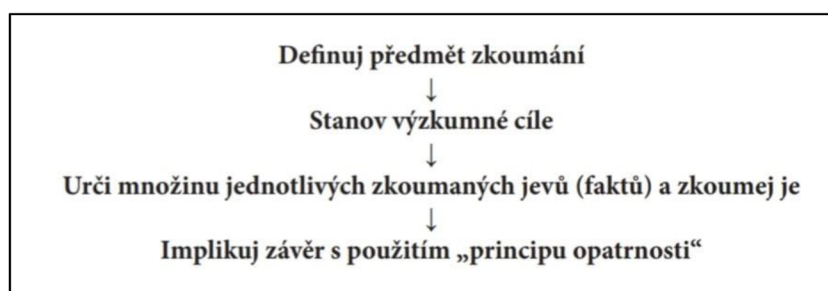 Definuj předmět zkoumání
↓
Stanov výzkumné cíle
↓
Urči množinu jednotlivých zkoumaných jevů (faktů) a zkoumej je
↓
Implikuj závěr s použitím „principu opatrnosti“